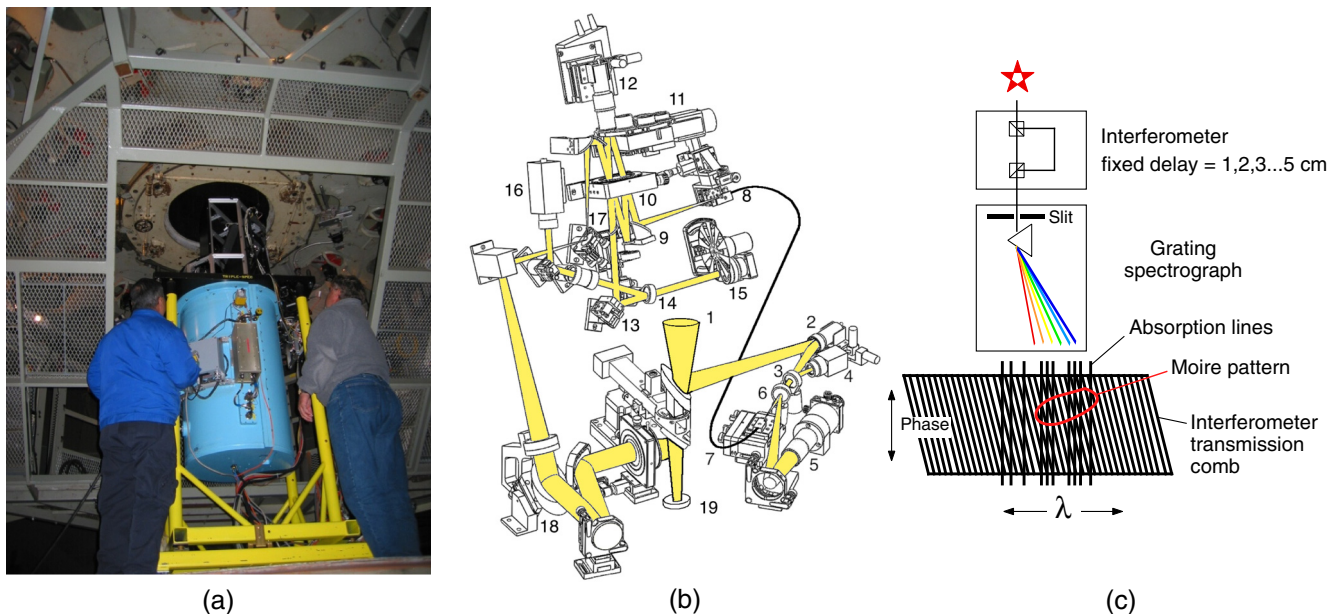 TRIPLE-SPEC
(a)
12
11
16
10
8
17
9
14
15
13
1
2
3
4
6
7
5
18
19
(b)
Interferometer
fixed delay = 1,2,3...5 cm
Slit
Grating
spectrograph
Absorption lines
Moire pattern
Phase
Interferometer
transmission
comb
λ
(c)